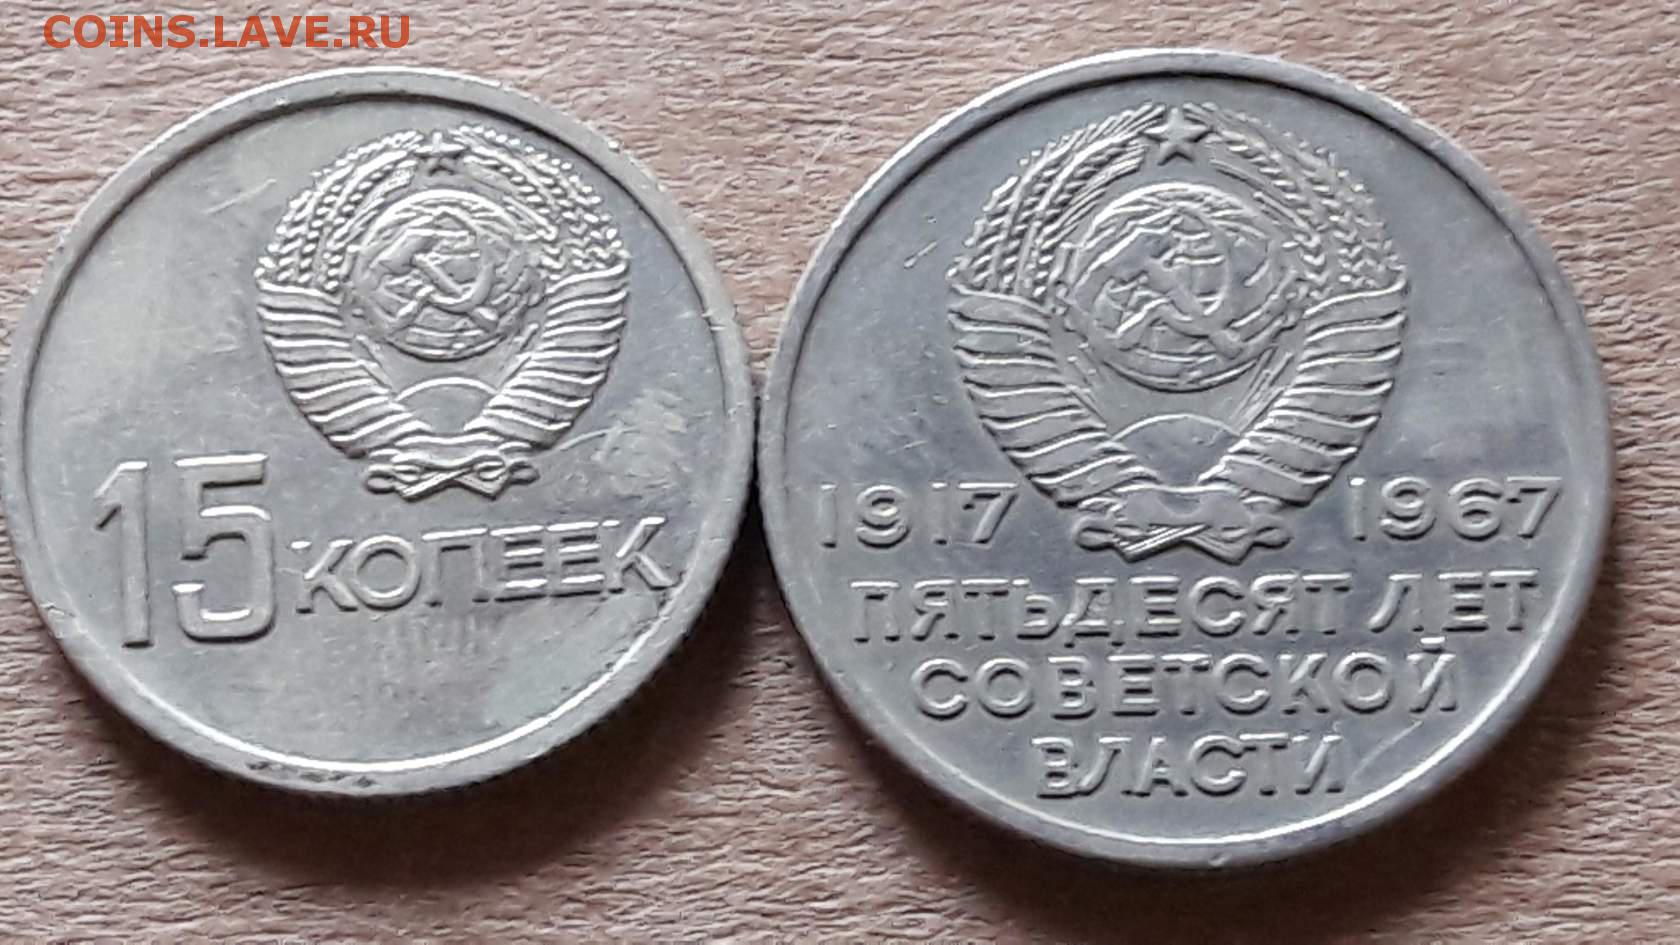 COINS.LAVE.RU
15 КОПЕЕК
1917 1967
ПЯТЬДЕСЯТ ЛЕТ
СОВЕТСКОЙ
ВЛАСТИ